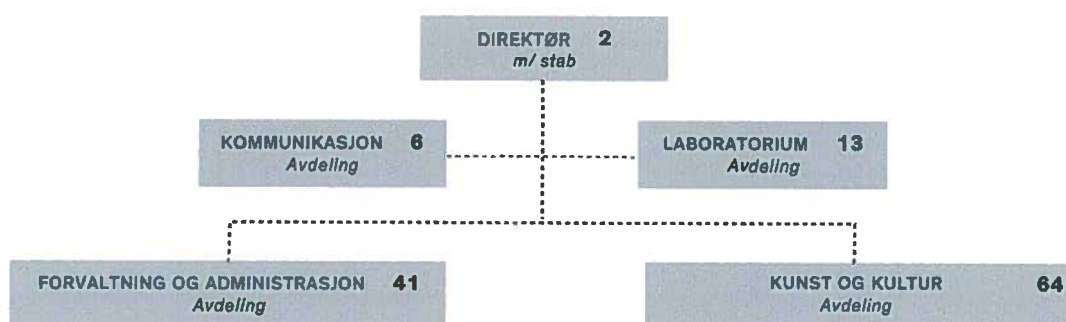 DIREKTØR 2
m/ stab
KOMMUNIKASJON 6
Avdeling
LABORATORIUM 13
Avdeling
FORVALTNING OG ADMINISTRASJON 41
Avdeling
KUNST OG KULTUR 64
Avdeling